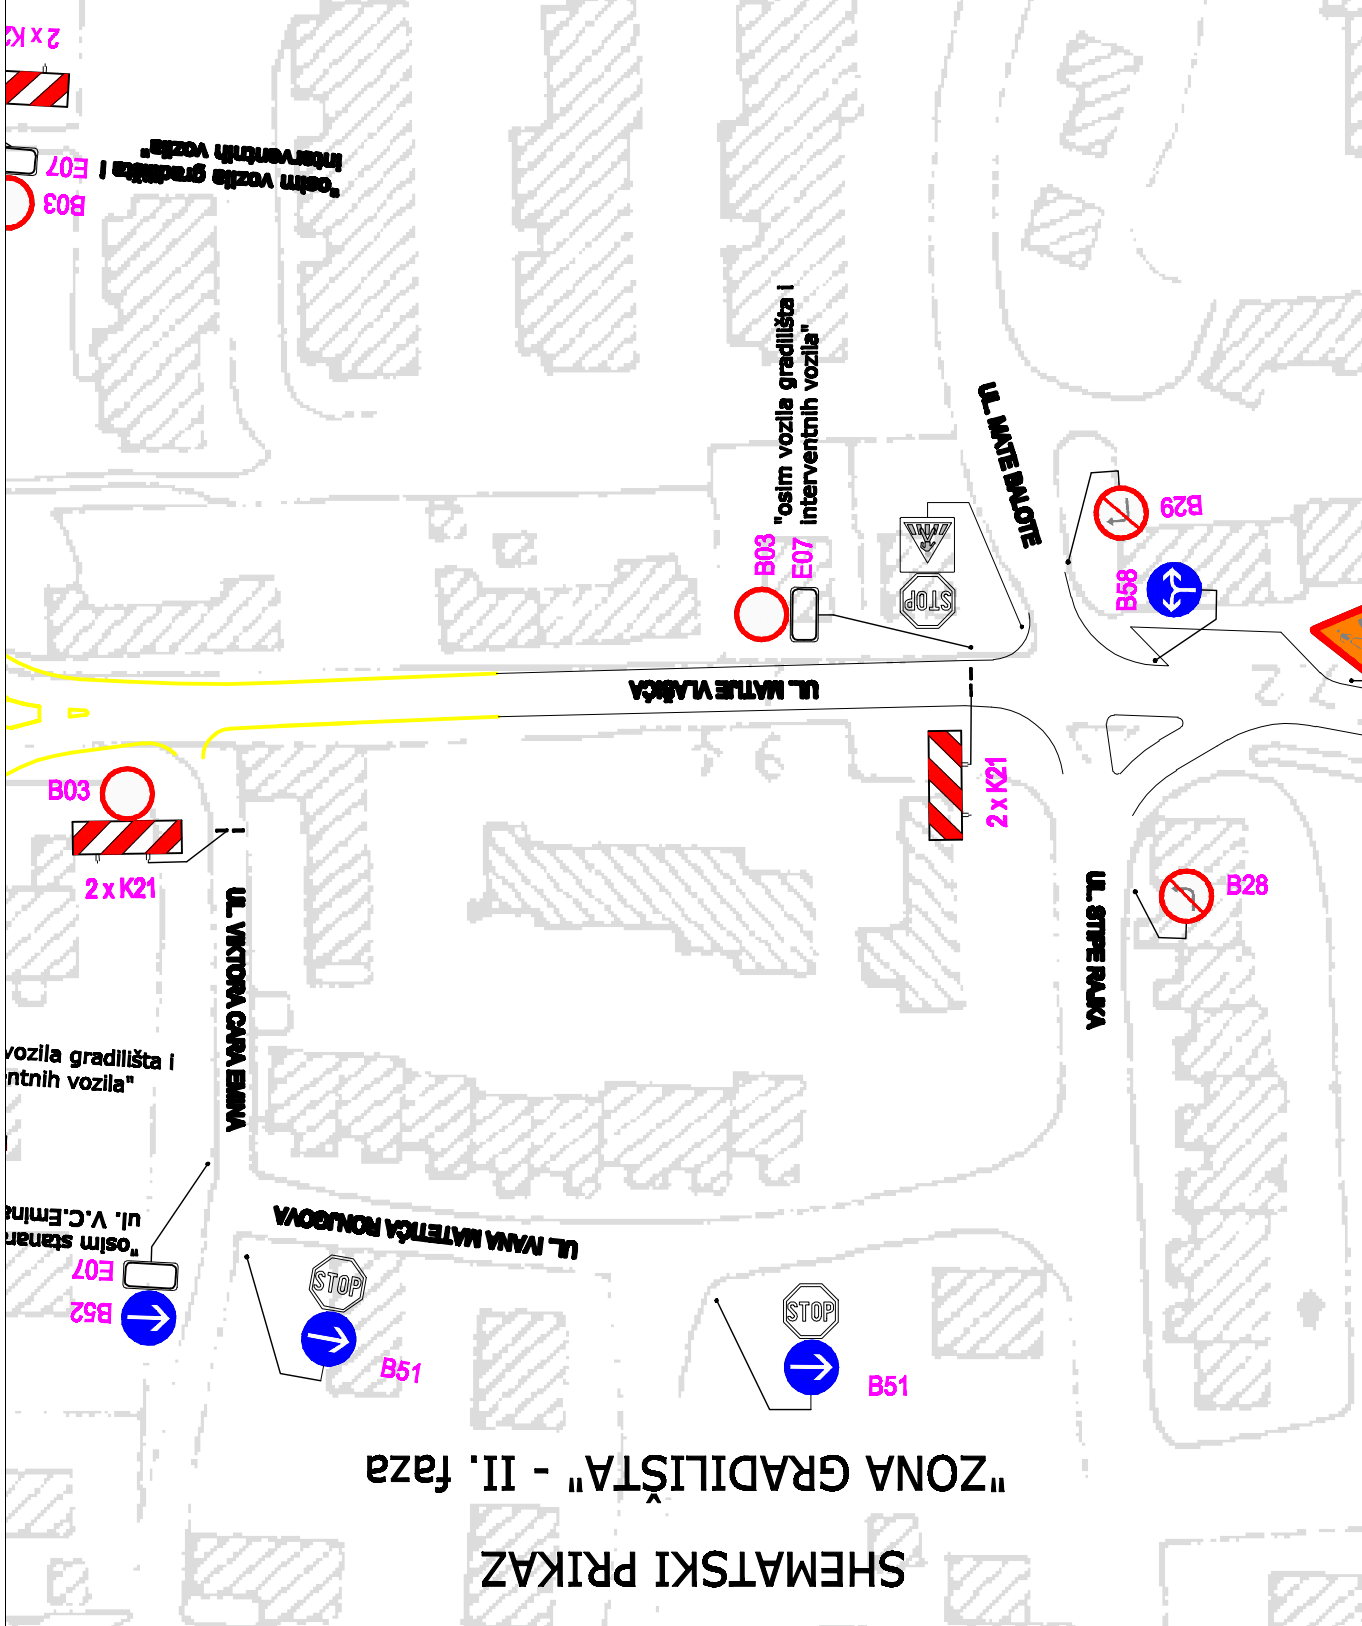 2 x K2
"osim vozila gradilišta i
interventnih vozila"
E07
B03
"osim vozila gradilišta i
interventnih vozila"
B03
E07
STOP
UL. MATE BALOTE
B29
B58
UL. MATIJE VLAŠIĆA
B03
2 x K21
2 x K21
UL. VIKTORA CARA EMINA
UL. STIPE RAJKA
B28
vozila gradilišta i
entnih vozila"
"osim stanara
ul. V.C.Emina
E07
B52
UL. IVANA MATETIĆA RONJGOVA
STOP
B51
STOP
B51
SHEMATSKI PRIKAZ
"ZONA GRADILIŠTA" - II. faza